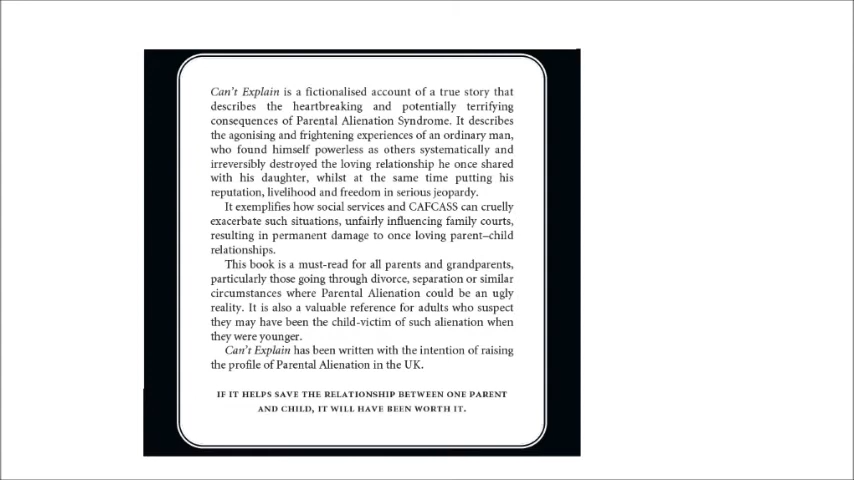 Can't Explain is a fictionalised account of a true story that
describes the heartbreaking and potentially terrifying
consequences of Parental Alienation Syndrome. It describes
the agonising and frightening experiences of an ordinary man,
who found himself powerless as others systematically and
irreversibly destroyed the loving relationship he once shared
with his daughter, whilst at the same time putting his
reputation, livelihood and freedom in serious jeopardy.
It exemplifies how social services and CAFCASS can cruelly
exacerbate such situations, unfairly influencing family courts,
resulting in permanent damage to once loving parent–child
relationships.
This book is a must-read for all parents and grandparents,
particularly those going through divorce, separation or similar
circumstances where Parental Alienation could be an ugly
reality. It is also a valuable reference for adults who suspect
they may have been the child-victim of such alienation when
they were younger.
Can't Explain has been written with the intention of raising
the profile of Parental Alienation in the UK.
IF IT HELPS SAVE THE RELATIONSHIP BETWEEN ONE PARENT
AND CHILD, IT WILL HAVE BEEN WORTH IT.